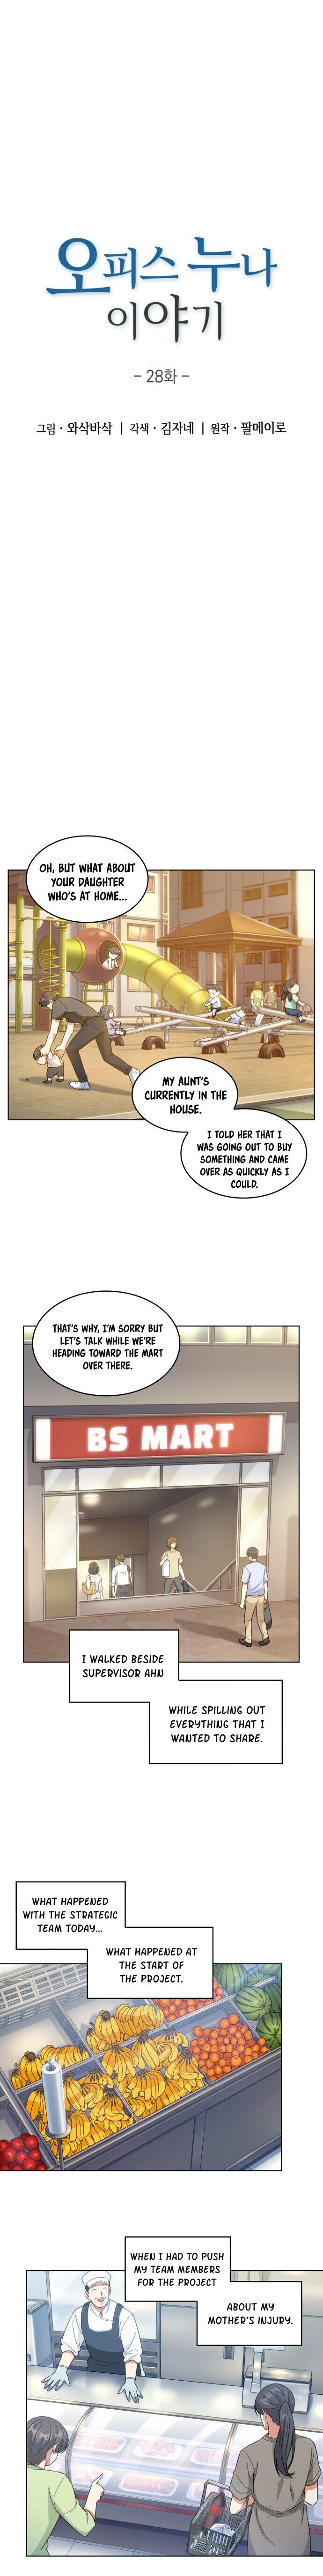 오피스 누나
이야기
- 28화 -
그림 · 와삭바삭 | 각색 · 김자네 | 원작 · 팔메이로
OH, BUT WHAT ABOUT
YOUR DAUGHTER
WHO'S AT HOME...
MY AUNT'S
CURRENTLY IN THE
HOUSE.
I TOLD HER THAT I
WAS GOING OUT TO BUY
SOMETHING AND CAME
OVER AS QUICKLY AS I
COULD.
THAT'S WHY, I'M SORRY BUT
LET'S TALK WHILE WE'RE
HEADING TOWARD THE MART
OVER THERE.
BS MART
I WALKED BESIDE
SUPERVISOR AHN
WHILE SPILLING OUT
EVERYTHING THAT I
WANTED TO SHARE.
WHAT HAPPENED
WITH THE STRATEGIC
TEAM TODAY...
WHAT HAPPENED AT
THE START OF
THE PROJECT.
WHEN I HAD TO PUSH
MY TEAM MEMBERS
FOR THE PROJECT
ABOUT MY
MOTHER'S INJURY.